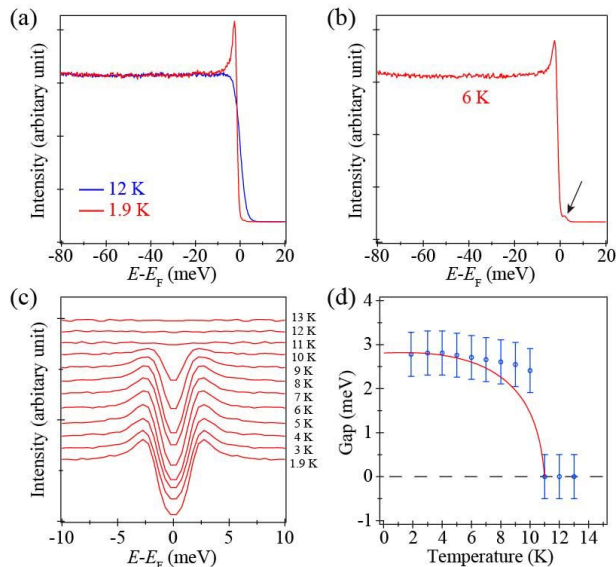 (a)
Intensity (arbitary unit)
12 K
1.9 K
-80 -60 -40 -20 0 20
E-E_F (meV)
(b)
Intensity (arbitary unit)
6 K
-80 -60 -40 -20 0 20
E-E_F (meV)
(c)
Intensity (arbitary unit)
13 K
12 K
11 K
10 K
9 K
8 K
7 K
6 K
5 K
4 K
3 K
1.9 K
-10 -5 0 5 10
E-E_F (meV)
(d)
Gap (meV)
4
3
2
1
0
-1
0 2 4 6 8 10 12 14
Temperature (K)